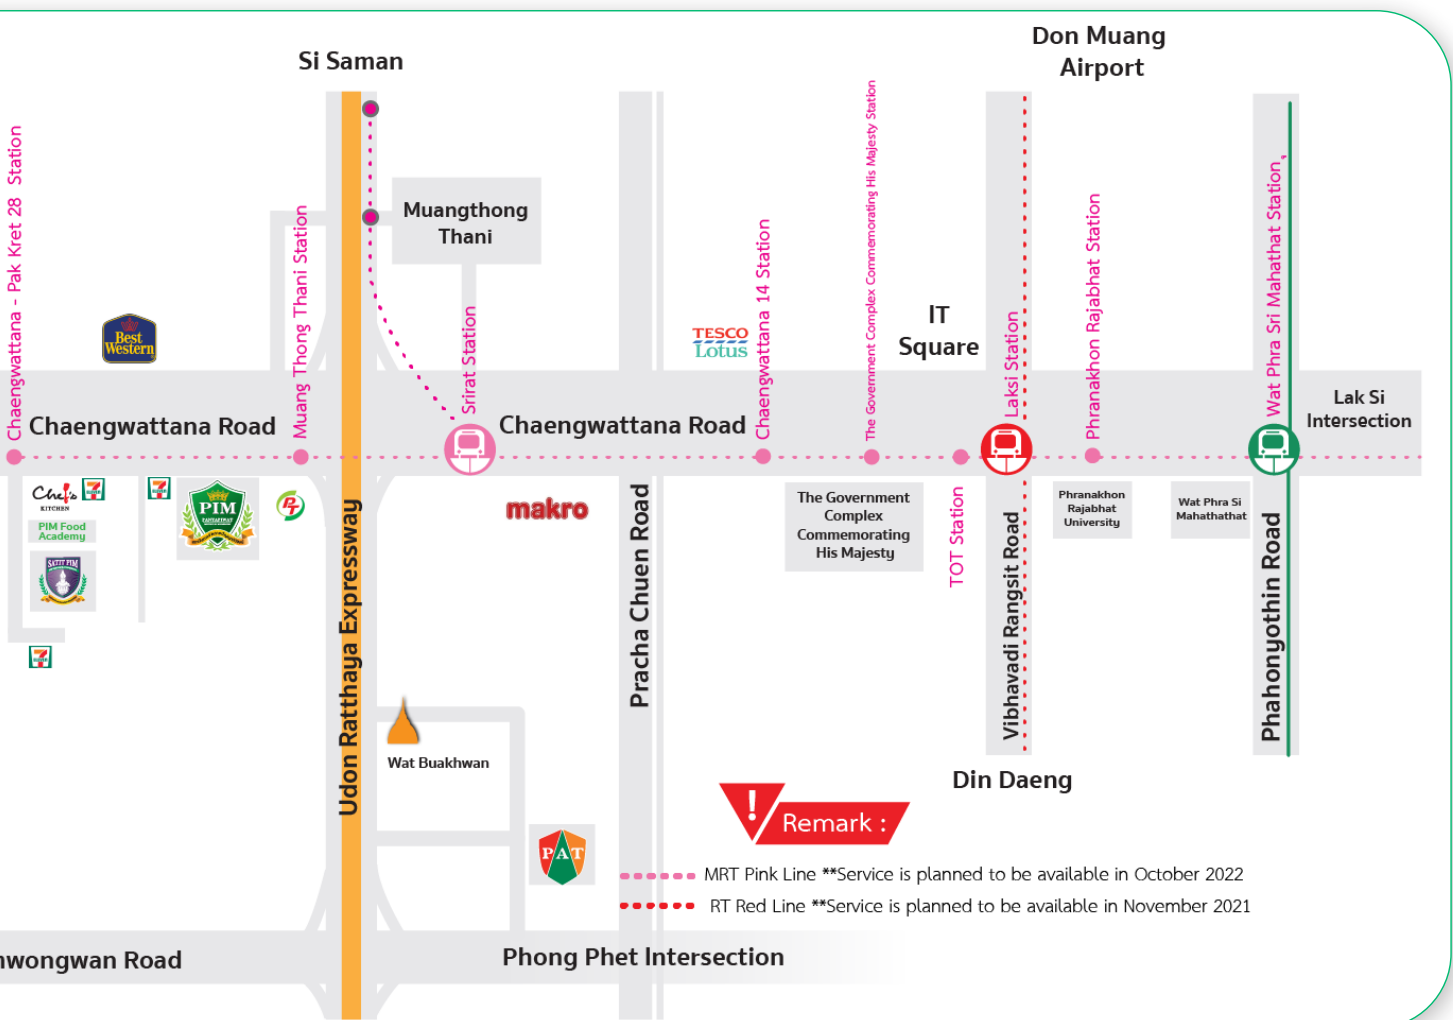 Si Saman
Don Muang
Airport
Chaengwattana - Pak Kret 28 Station
Muang Thong Thani Station
Muangthong
Thani
Srirat Station
Chaengwattana 14 Station
The Government Complex Commemorating His Majesty Station
IT
Square
Laksi Station
Phranakhon Rajabhat Station
Wat Phra Sri Mahathat Station,
Best
Western
TESCO
Lotus
Chaengwattana Road
Chaengwattana Road
Lak Si
Intersection
Chef's
KITCHEN
PIM Food
Academy
SATIT PIM
PIM
PT
makro
Udon Ratthaya Expressway
Pracha Chuen Road
The Government
Complex
Commemorating
His Majesty
TOT Station
Vibhavadi Rangsit Road
Phranakhon
Rajabhat
University
Wat Phra Si
Mahathathat
Phahonyothin Road
Wat Buakhwan
Din Daeng
PAT
! Remark :
MRT Pink Line **Service is planned to be available in October 2022
RT Red Line **Service is planned to be available in November 2021
wongwan Road
Phong Phet Intersection